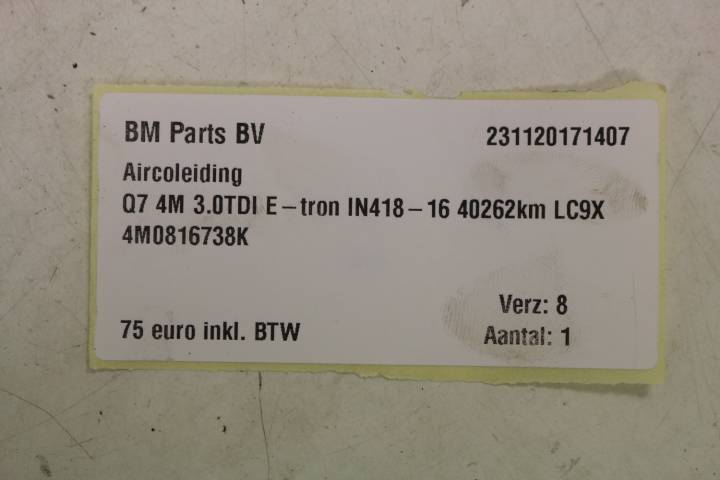 BM Parts BV 231120171407
Aircoleiding
Q7 4M 3.0TDI E-tron IN418-16 40262km LC9X
4M0816738K
Verz: 8
75 euro inkl. BTW Aantal: 1